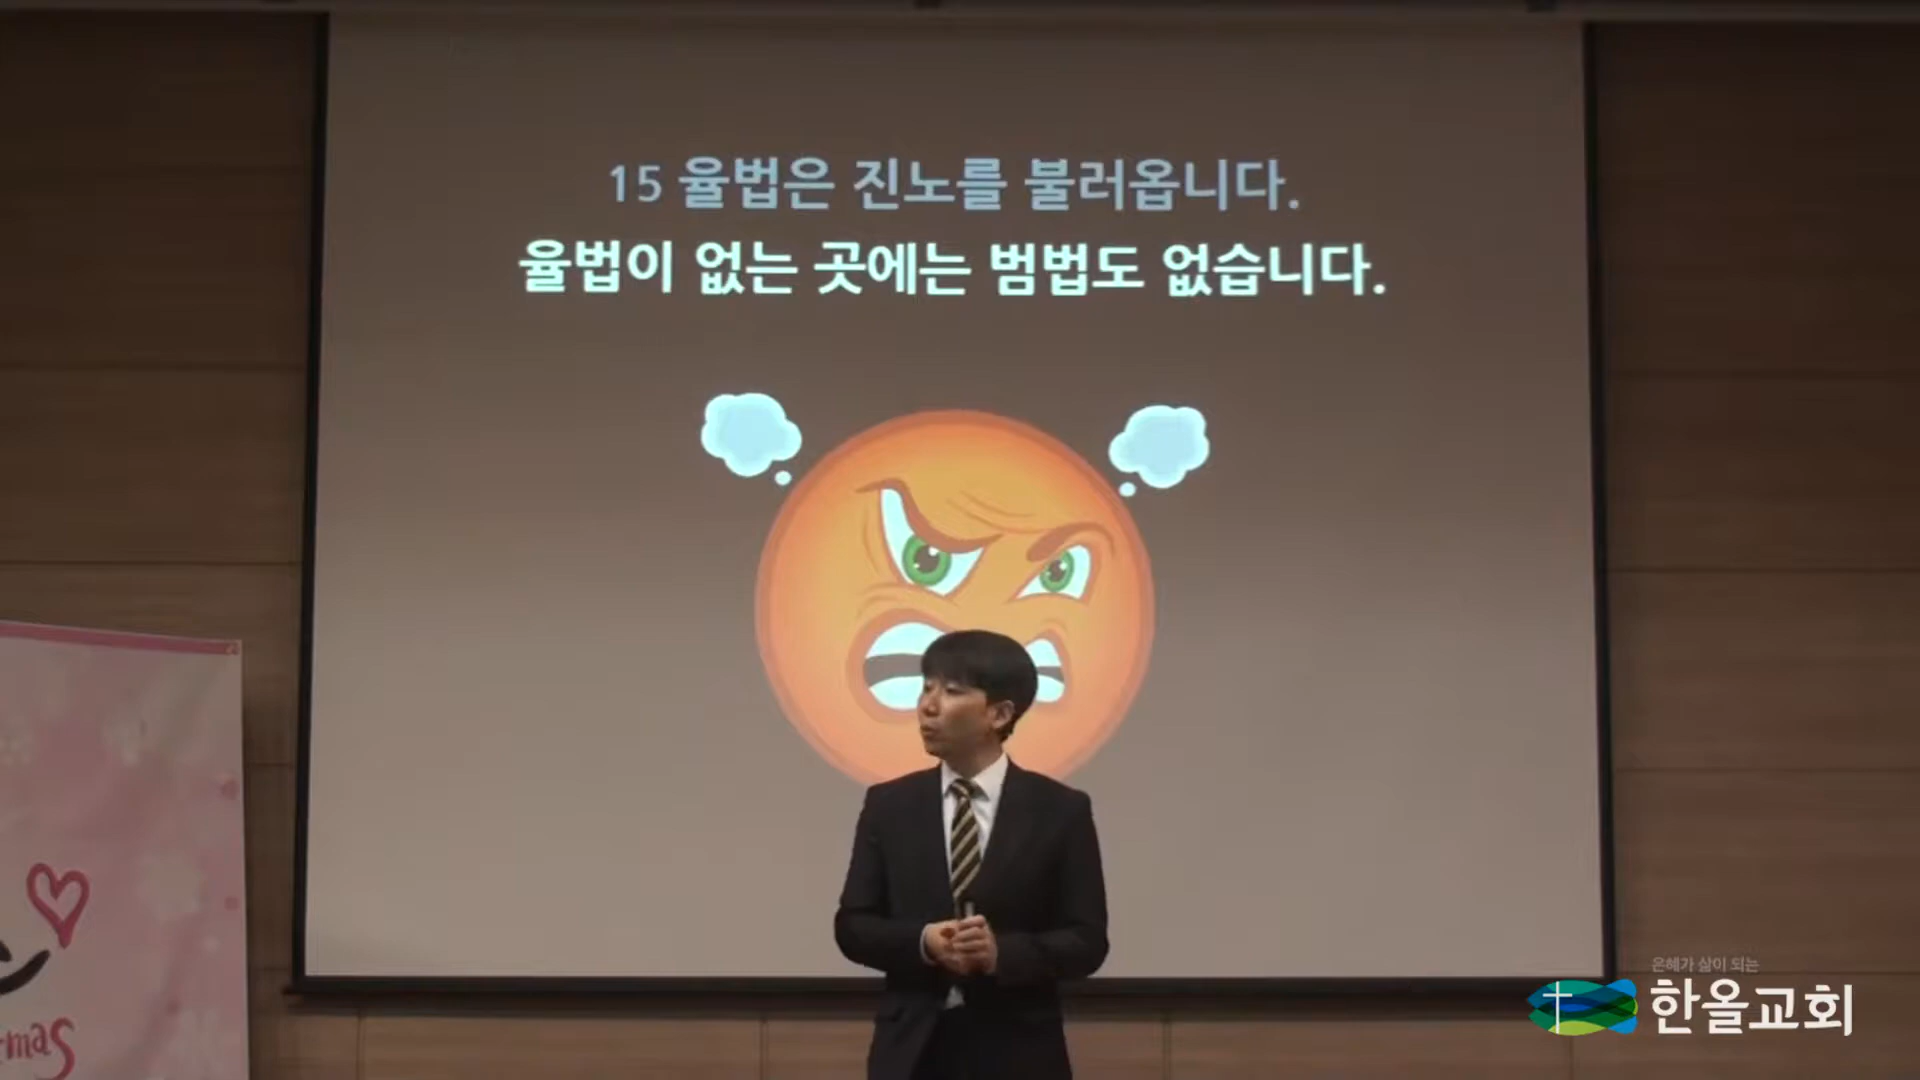 15 율법은 진노를 불러옵니다.
율법이 없는 곳에는 범법도 없습니다.
mas
은혜가 삶이 되는
한올교회